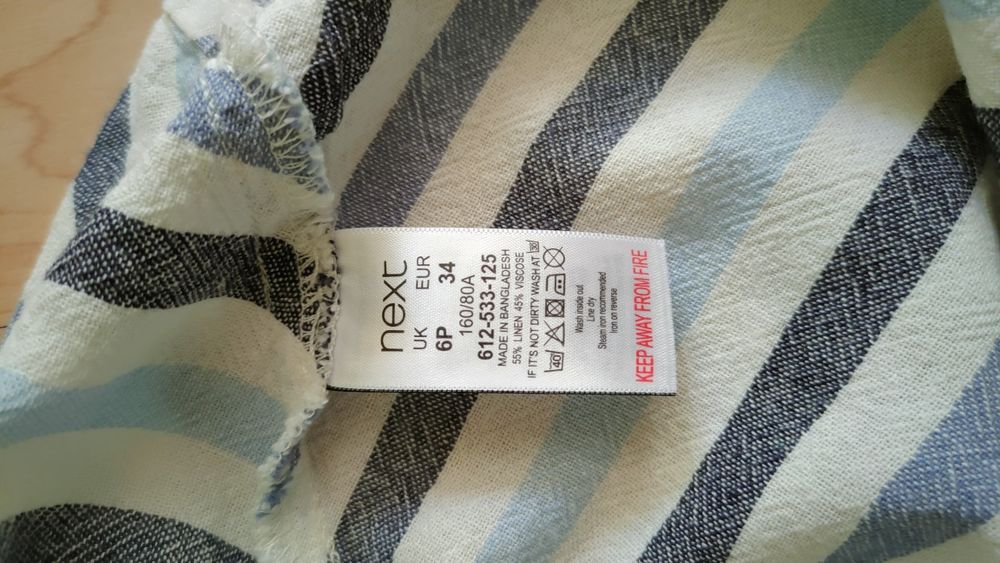 next
UK EUR
6P 34
160/80A
612-533-125
MADE IN BANGLADESH
55% LINEN 45% VISCOSE
IF IT'S NOT DIRTY WASH AT 30
40
Wash inside out
Line dry
Steam iron recommended
Iron on reverse
KEEP AWAY FROM FIRE